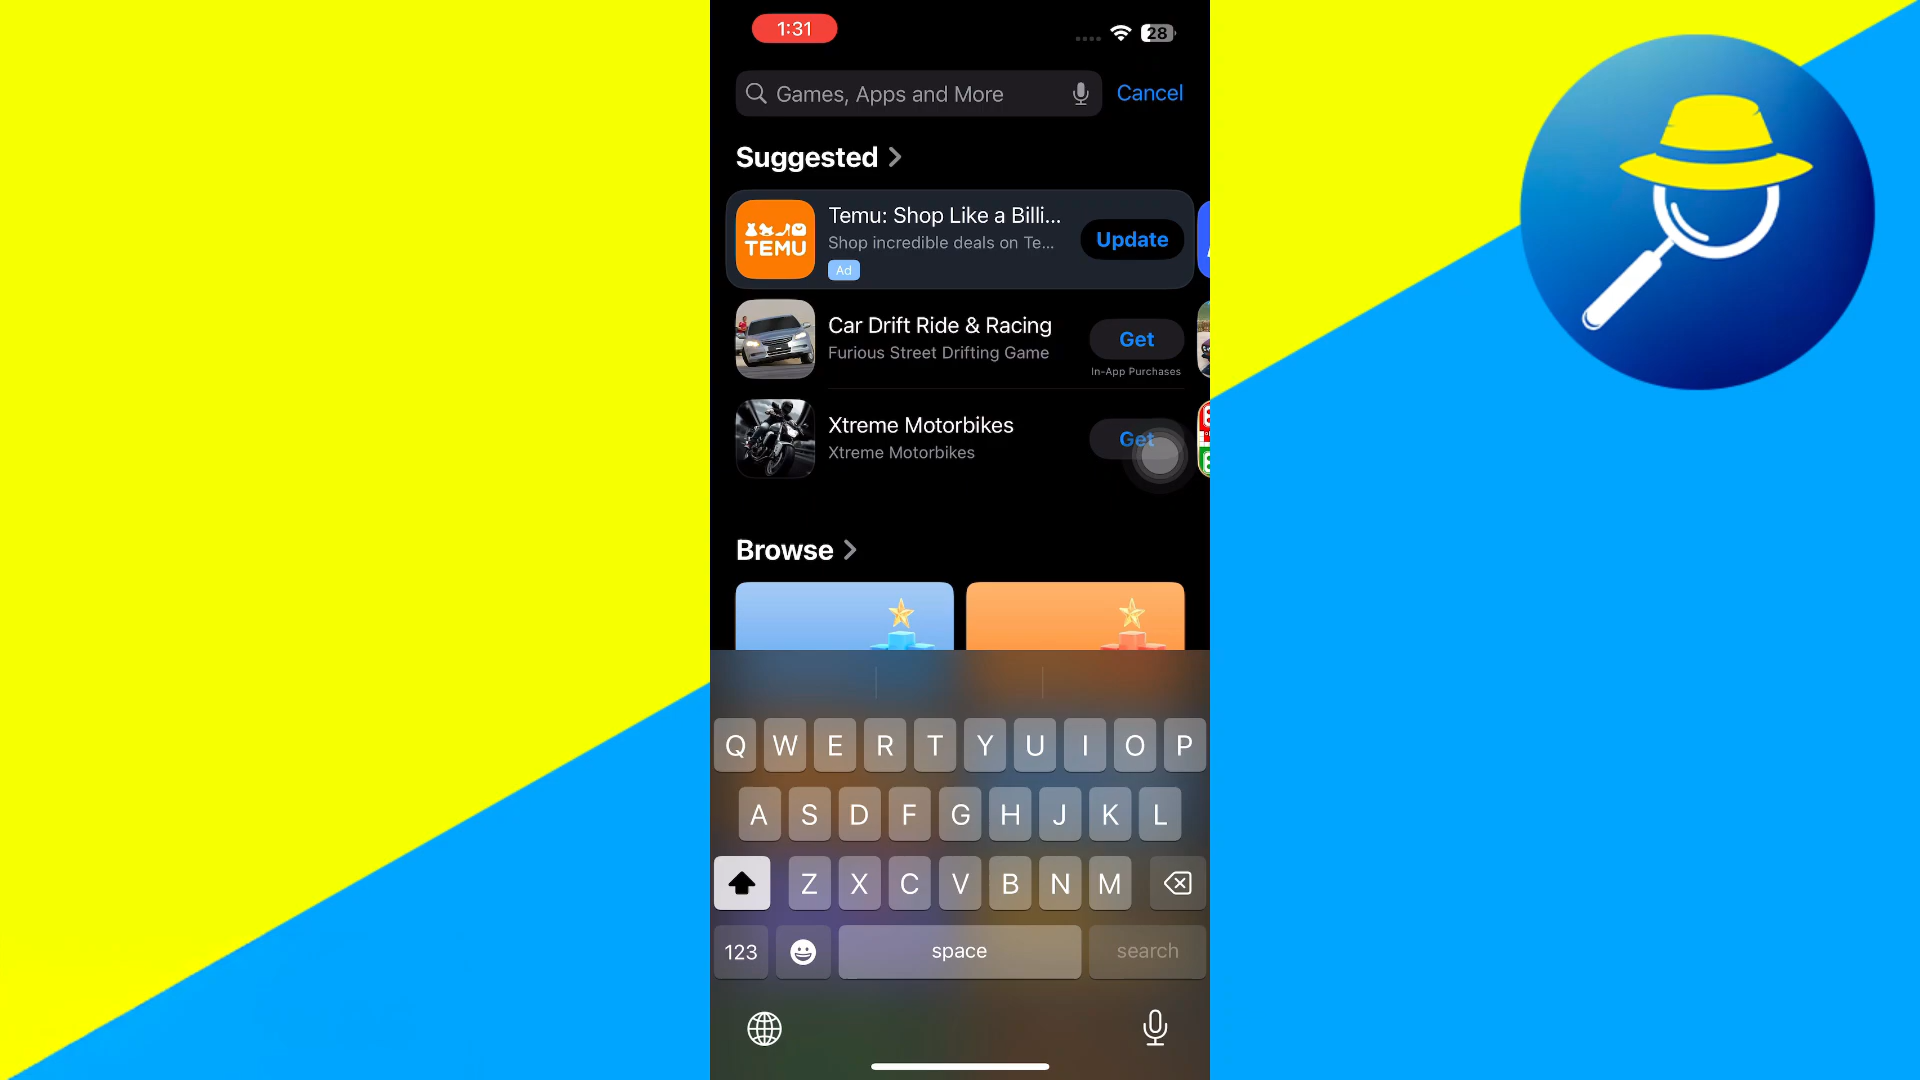 1:31
28
Games, Apps and More
Cancel
Suggested
TEMU
Temu: Shop Like a Billi...
Shop incredible deals on Te...
Ad
Update
Car Drift Ride & Racing
Furious Street Drifting Game
Get
In-App Purchases
Xtreme Motorbikes
Xtreme Motorbikes
Get
Browse
Q W E R T Y U I O P
A S D F G H J K L
Z X C V B N M
123
space
search